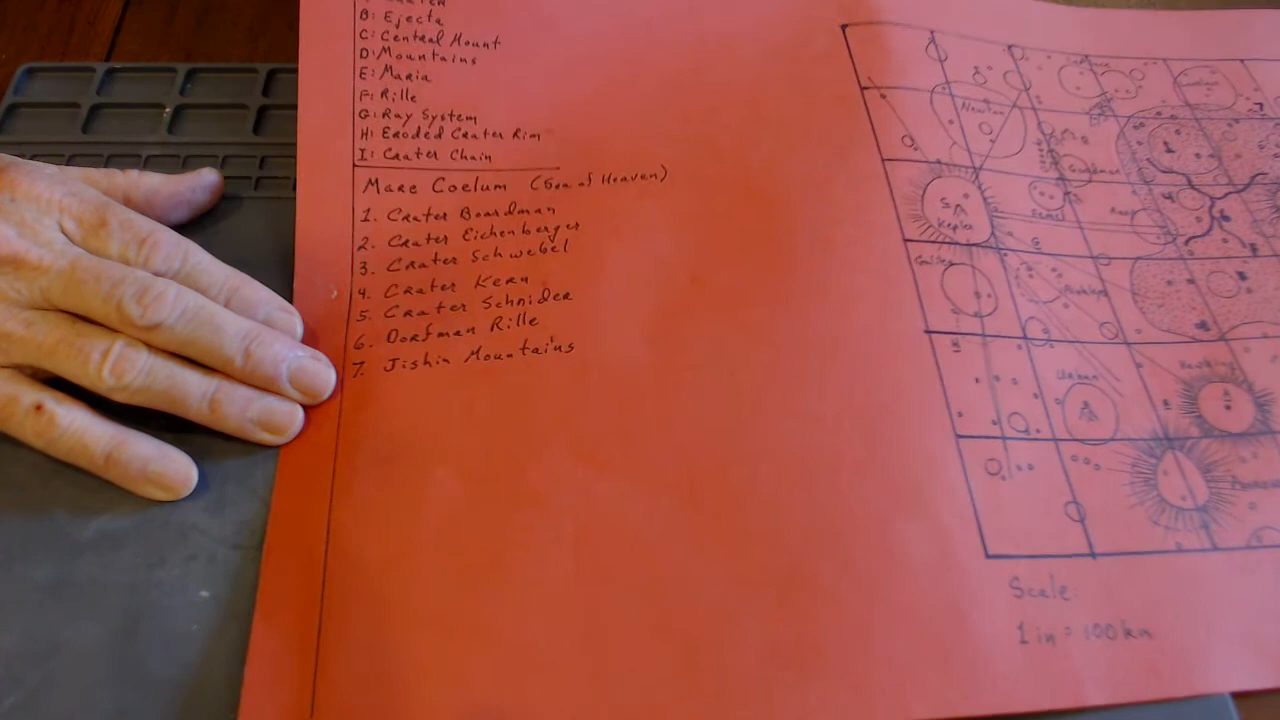 B: Ejecta
C: Central Mount
D: Mountains
E: Maria
F: Rille
G: Ray System
H: Eroded Crater Rim
I: Crater Chain
Mare Coelum (Sea of Heaven)
1. Crater Boardman
2. Crater Eichenberger
3. Crater Schwebel
4. Crater Kern
5. Crater Schnider
6. Dorfman Rille
7. Jishin Mountains
Newton
Kepler
Scale:
1 in = 100 km